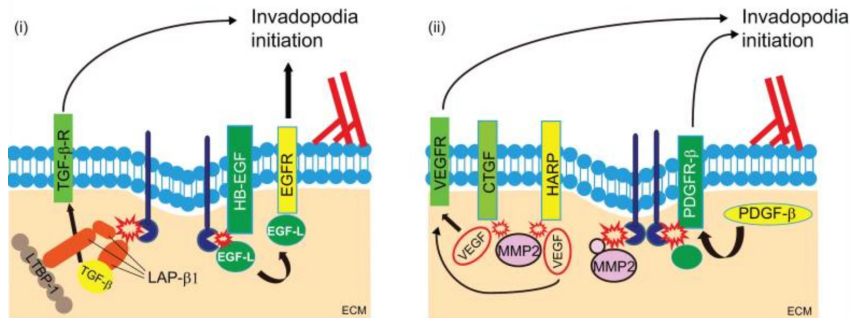 (i)
Invadopodia
initiation
TGF-β-R
HB-EGF
EGFR
EGF-L
EGF-L
LTBP-1
TGF-β
LAP-β1
ECM
(ii)
Invadopodia
initiation
VEGFR
CTGF
HARP
PDGFR-β
PDGF-β
VEGF
MMP2
VEGF
MMP2
ECM